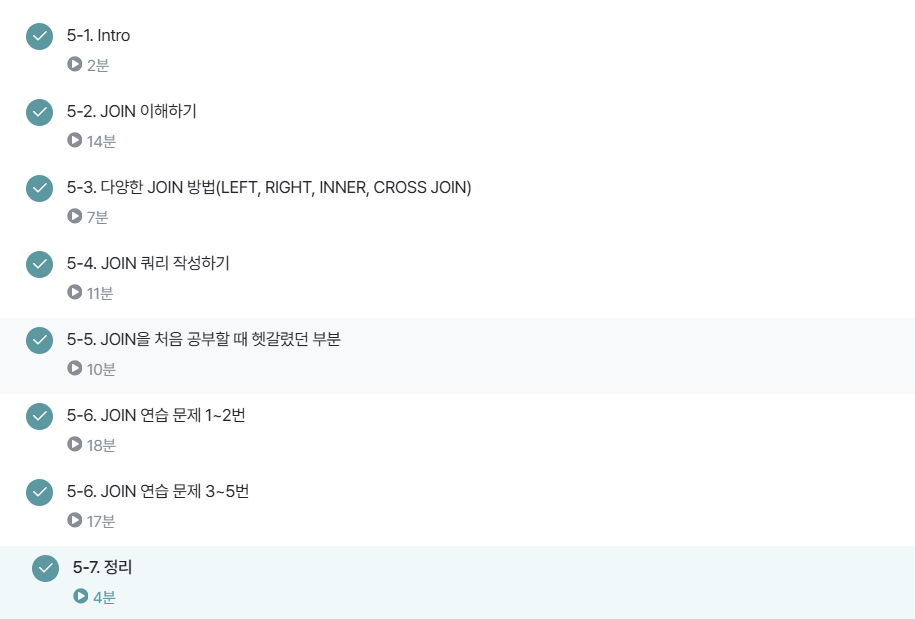 5-1. Intro
2분
5-2. JOIN 이해하기
14분
5-3. 다양한 JOIN 방법(LEFT, RIGHT, INNER, CROSS JOIN)
7분
5-4. JOIN 쿼리 작성하기
11분
5-5. JOIN을 처음 공부할 때 헷갈렸던 부분
10분
5-6. JOIN 연습 문제 1~2번
18분
5-6. JOIN 연습 문제 3~5번
17분
5-7. 정리
4분